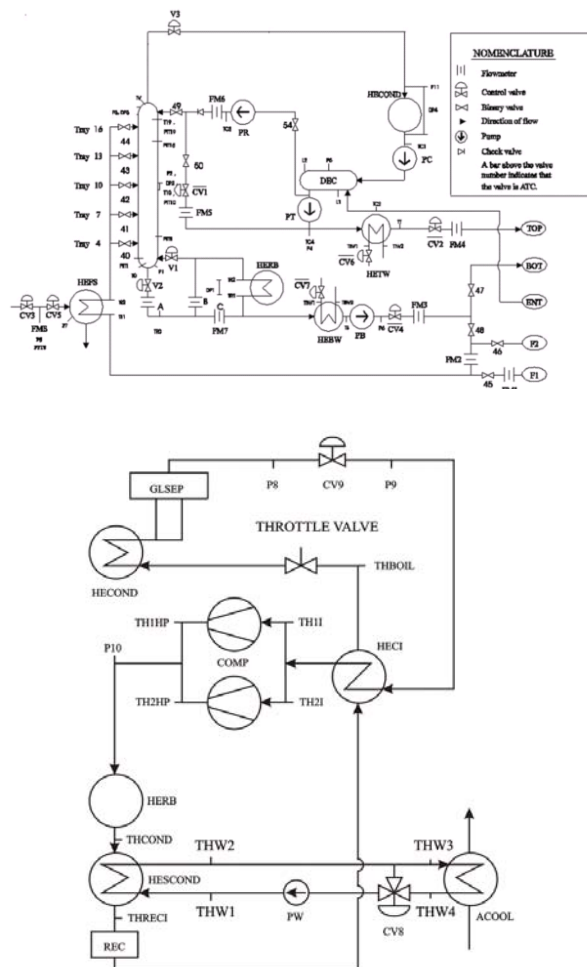 V3
NOMENCLATURE
Flowmeter
Control valve
Binary valve
Direction of flow
Pump
Check valve
A bar above the valve
number indicates that
the valve is ATC.
HECOND
P11
FM6
49
PR
54
Tray 16
44
Tray 13
43
Tray 10
42
Tray 7
41
Tray 4
40
50
CV1
FM5
DEC
PC
PT
CV2
FM4
TOP
CV6
HETW
BOT
V1
HERB
V2
A
B
C
FM7
CV7
HEBW
PB
CV4
FM3
47
ENT
48
46
F2
FM2
45
F1
HEPS
CV3
CV5
FM8
GLSEP
P8
CV9
P9
THROTTLE VALVE
HECOND
THBOIL
TH1HP
TH1I
P10
COMP
HECI
TH2HP
TH2I
HERB
THCOND
THW2
THW3
HESCOND
THW1
PW
THW4
THRECI
CV8
ACOOL
REC